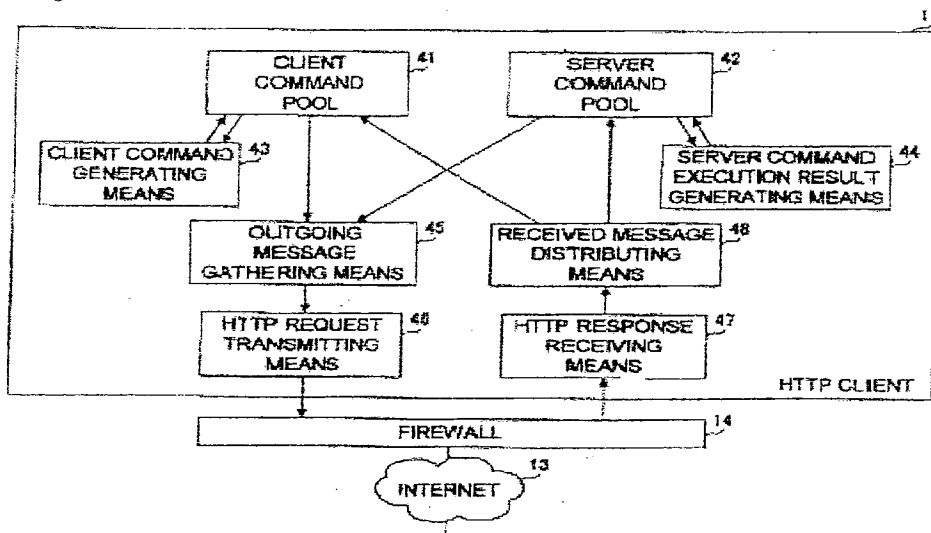 1
CLIENT
COMMAND
POOL
41
SERVER
COMMAND
POOL
42
CLIENT COMMAND
GENERATING
MEANS
43
SERVER COMMAND
EXECUTION RESULT
GENERATING MEANS
44
OUTGOING
MESSAGE
GATHERING MEANS
45
RECEIVED MESSAGE
DISTRIBUTING
MEANS
48
HTTP REQUEST
TRANSMITTING
MEANS
46
HTTP RESPONSE
RECEIVING
MEANS
47
HTTP CLIENT
FIREWALL
14
INTERNET
13